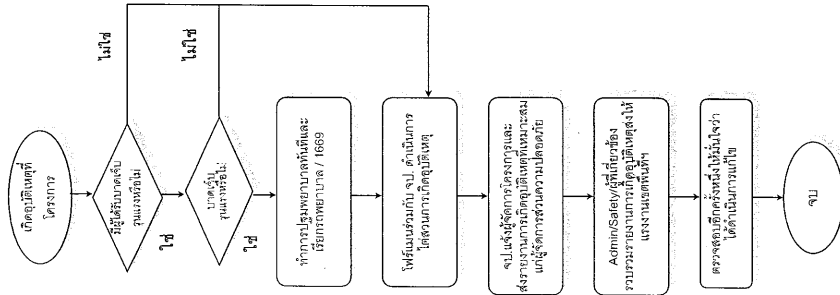 เกิดอุบัติเหตุที่
โครงการ
มีผู้ได้รับบาดเจ็บ
รุนแรงหรือไม่
ไม่ใช่
ใช่
บาดเจ็บ
รุนแรงหรือไม่
ไม่ใช่
ใช่
ทำการปฐมพยาบาลทันทีและ
เรียกรถพยาบาล / 1669
โฟร์แมนร่วมกับ จป. ดำเนินการ
ไต่สวนการเกิดอุบัติเหตุ
จป.แจ้งผู้จัดการโครงการและ
ส่งรายงานการเกิดอุบัติเหตุที่เหมาะสม
แก่ผู้จัดการส่วนความปลอดภัย
Admin/Safety/ผู้ที่เกี่ยวข้อง
รวบรวมรายงานการเกิดอุบัติเหตุส่งให้
แรงงานเขตพื้นที่ฯ
ตรวจสอบอีกครั้งหนึ่งให้มั่นใจว่า
ได้ดำเนินการแก้ไข
จบ